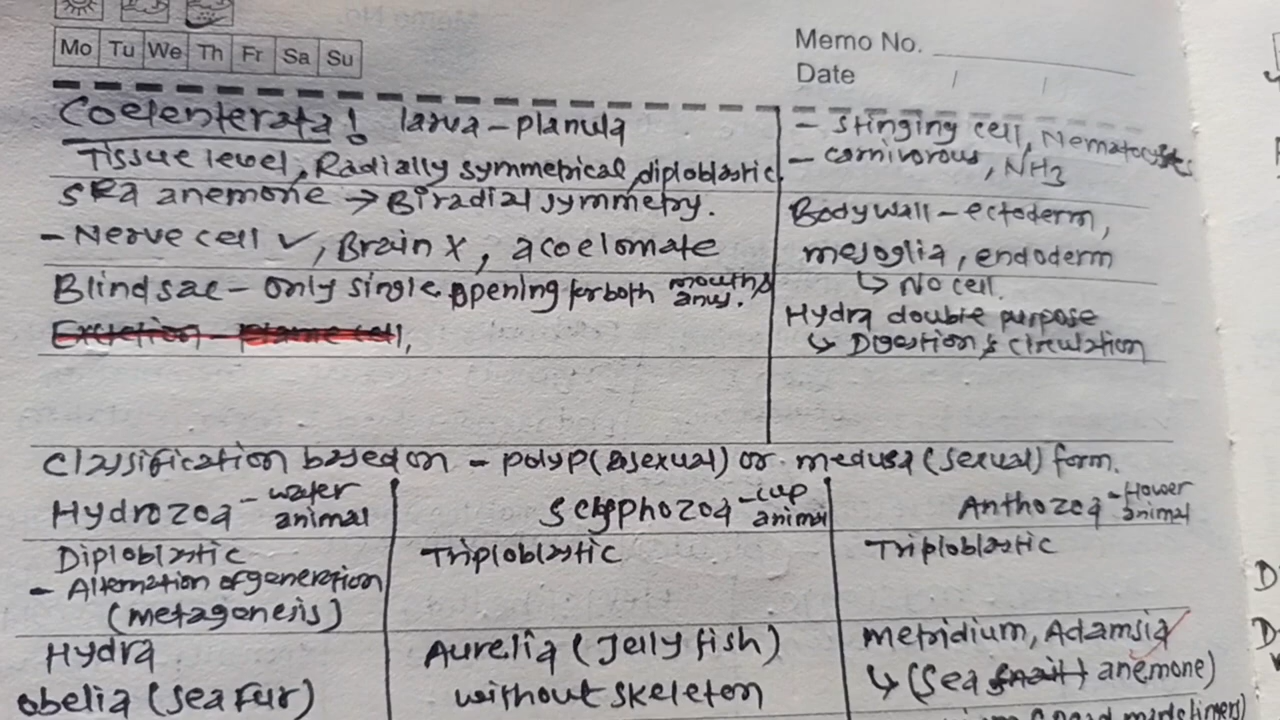 Mo Tu We Th Fr Sa Su
Memo No.
Date / /
Coelenterata! larva - planula
Tissue level, Radially symmetrical, diploblastic
Sea anemone → Biradial symmetry.
- Nerve cell ✓, Brain X, acoelomate
Blind sac - only single opening for both mouth & anus.
Excretion - flame cell,
- Stinging cell, Nematocysts
- carnivorous, NH3
Body wall - ectoderm,
mesoglia, endoderm
↳ No cell.
Hydra double purpose
↳ Digestion & circulation
Classification based on - polyp (asexual) or medusa (sexual) form.
Hydrozoa - water animal
Diploblastic
- Alternation of generation
(metagenesis)
Hydra
obelia (sea fur)
Scyphozoa - cup animal
Triploblastic
Aurelia (Jelly fish)
without skeleton
Anthozoa - flower animal
Triploblastic
metridium, Adamsia
↳ (Sea anemone)